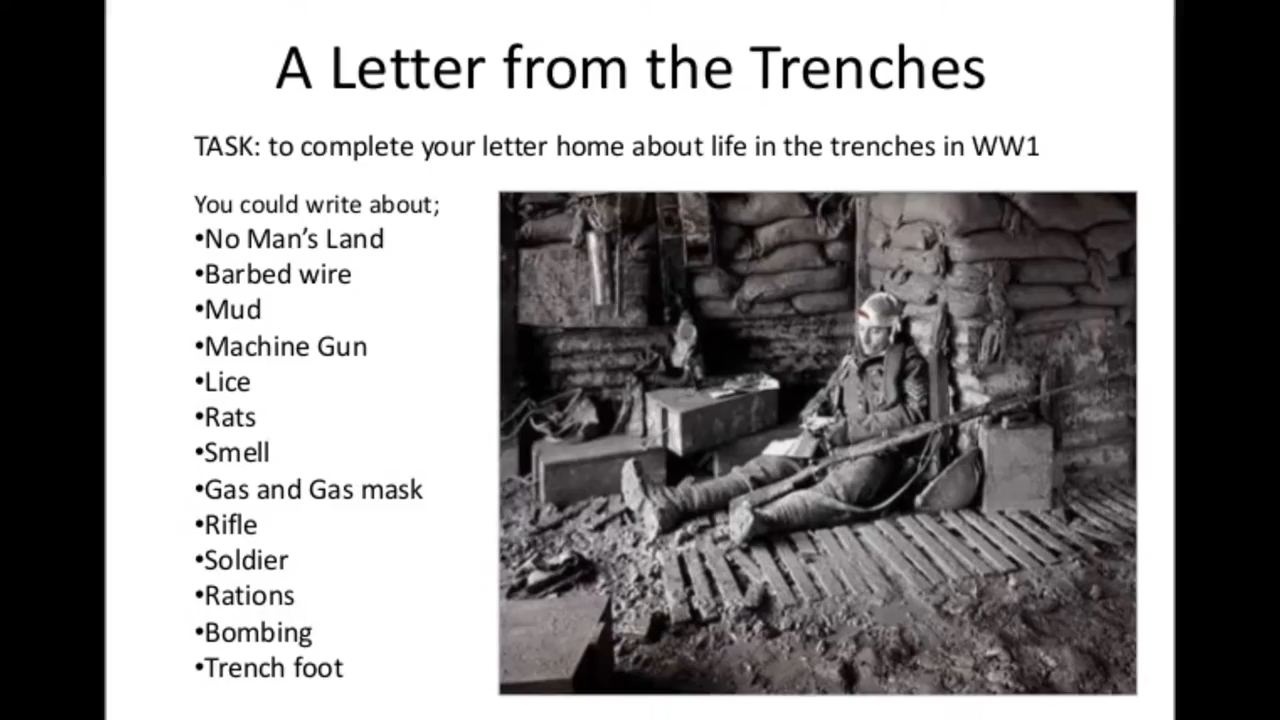 A Letter from the Trenches
TASK: to complete your letter home about life in the trenches in WW1
You could write about;
•No Man’s Land
•Barbed wire
•Mud
•Machine Gun
•Lice
•Rats
•Smell
•Gas and Gas mask
•Rifle
•Soldier
•Rations
•Bombing
•Trench foot